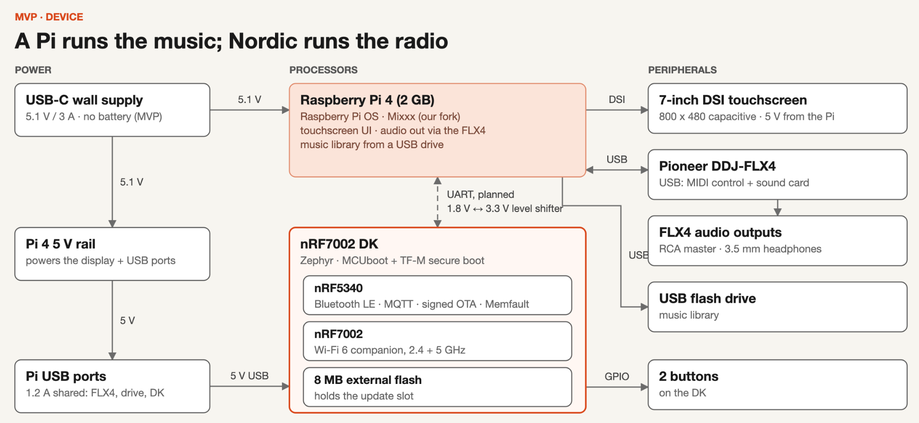 MVP · DEVICE
A Pi runs the music; Nordic runs the radio
POWER
PROCESSORS
PERIPHERALS
USB-C wall supply
5.1 V / 3 A · no battery (MVP)
5.1 V
Raspberry Pi 4 (2 GB)
Raspberry Pi OS · Mixxx (our fork)
touchscreen UI · audio out via the FLX4
music library from a USB drive
DSI
7-inch DSI touchscreen
800 x 480 capacitive · 5 V from the Pi
USB
Pioneer DDJ-FLX4
USB: MIDI control + sound card
5.1 V
UART, planned
1.8 V ↔ 3.3 V level shifter
FLX4 audio outputs
RCA master · 3.5 mm headphones
USB
Pi 4 5 V rail
powers the display + USB ports
nRF7002 DK
Zephyr · MCUboot + TF-M secure boot
nRF5340
Bluetooth LE · MQTT · signed OTA · Memfault
USB flash drive
music library
5 V
nRF7002
Wi-Fi 6 companion, 2.4 + 5 GHz
Pi USB ports
1.2 A shared: FLX4, drive, DK
5 V USB
8 MB external flash
holds the update slot
GPIO
2 buttons
on the DK